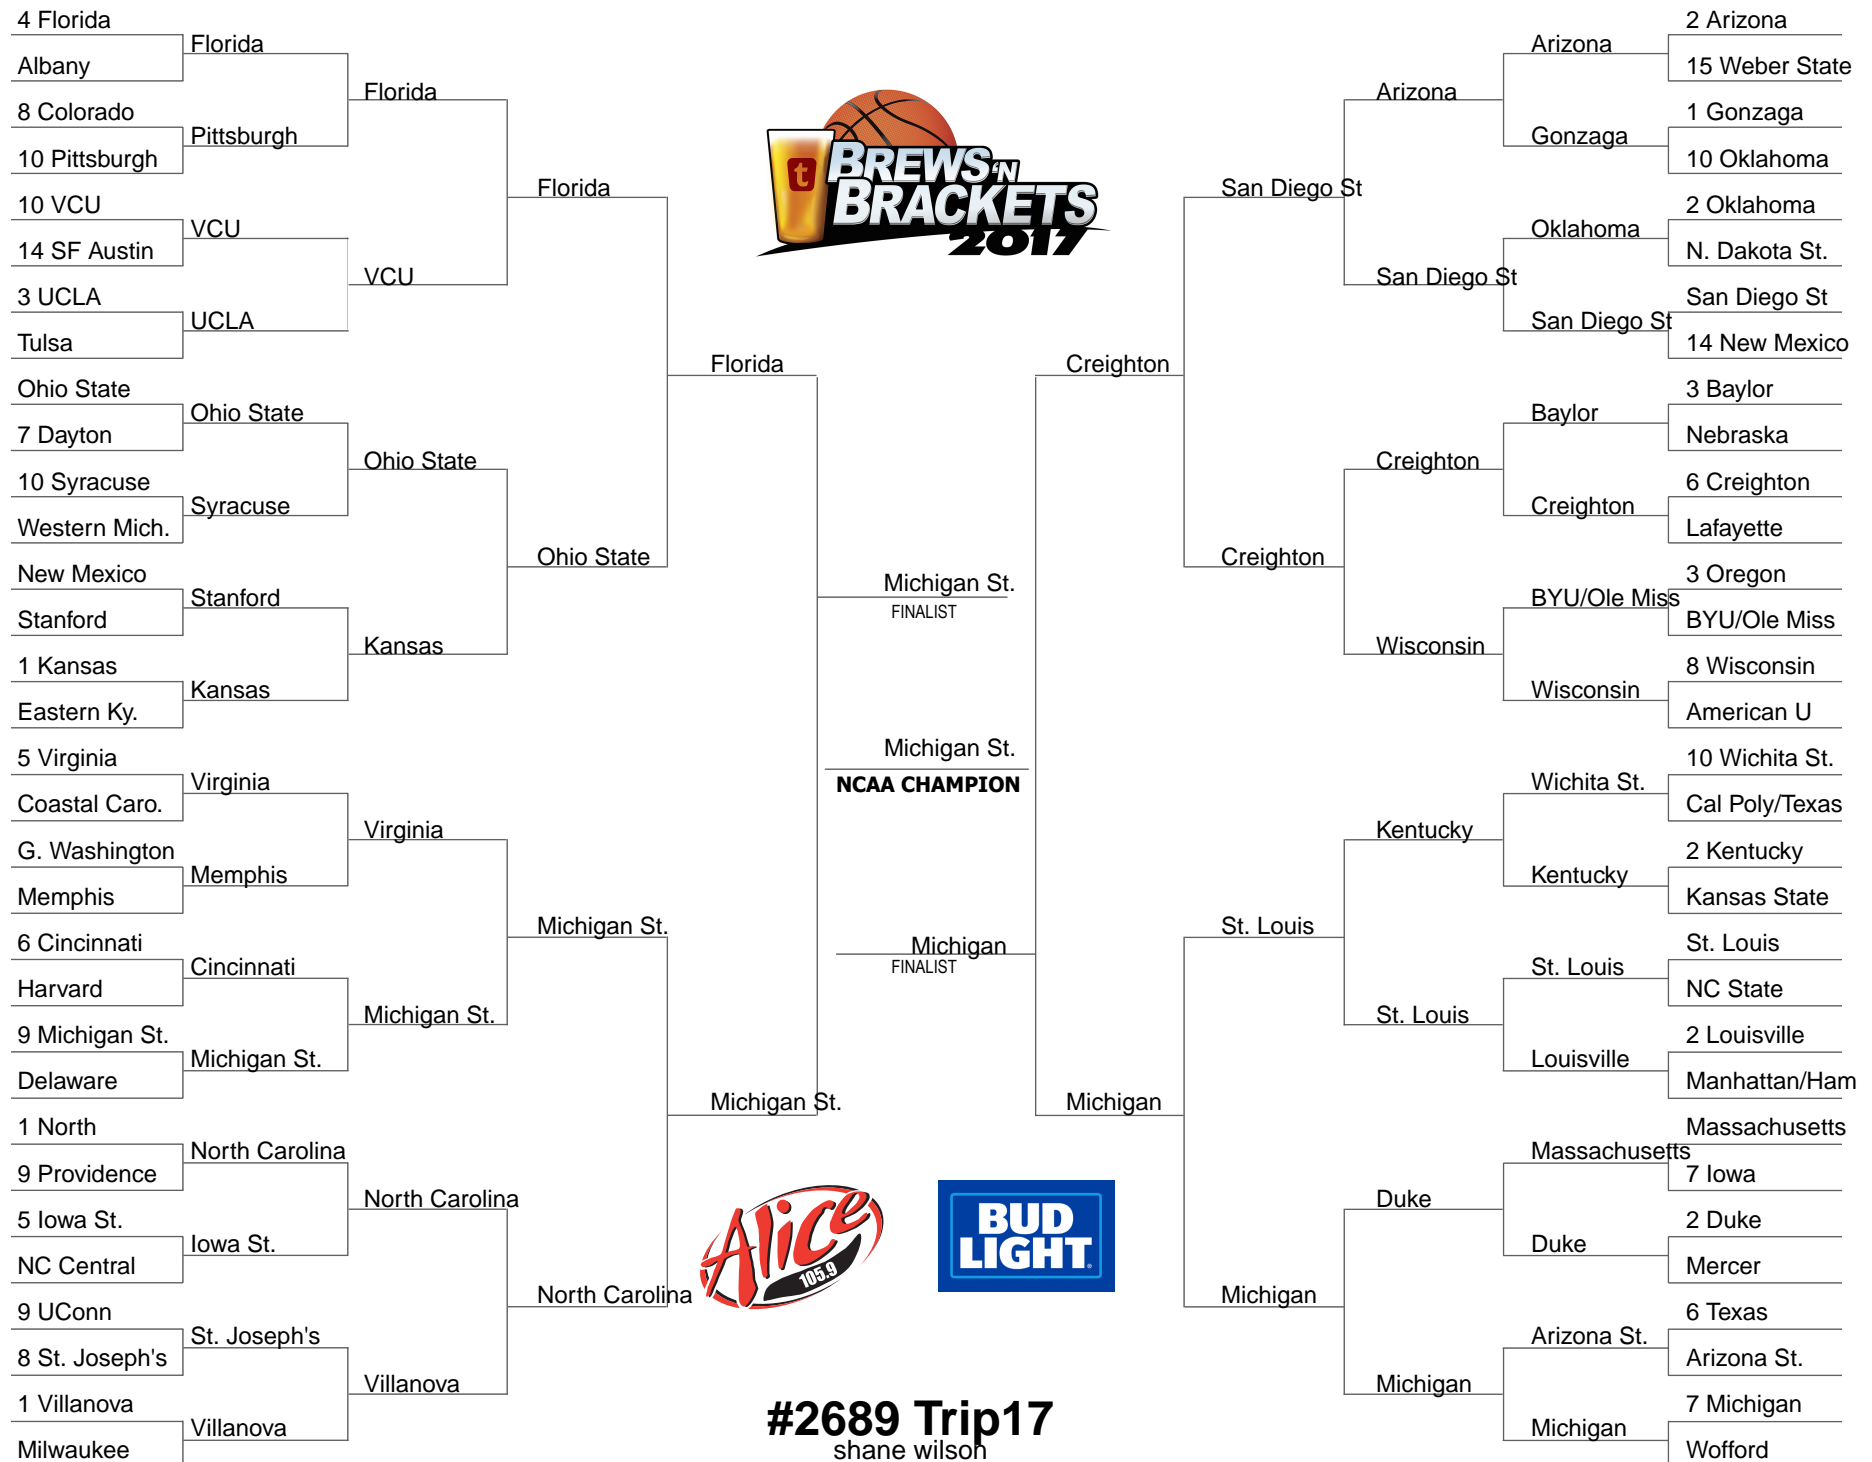 4 Florida
Albany
8 Colorado
10 Pittsburgh
10 VCU
14 SF Austin
3 UCLA
Tulsa
Ohio State
7 Dayton
10 Syracuse
Western Mich.
New Mexico
Stanford
1 Kansas
Eastern Ky.
5 Virginia
Coastal Caro.
G. Washington
Memphis
6 Cincinnati
Harvard
9 Michigan St.
Delaware
1 North
9 Providence
5 Iowa St.
NC Central
9 UConn
8 St. Joseph's
1 Villanova
Milwaukee
Florida
Pittsburgh
VCU
UCLA
Ohio State
Syracuse
Stanford
Kansas
Virginia
Memphis
Cincinnati
Michigan St.
North Carolina
Iowa St.
St. Joseph's
Villanova
Florida
VCU
Ohio State
Kansas
Virginia
Michigan St.
North Carolina
Villanova
Florida
Ohio State
Michigan St.
North Carolina
Florida
Michigan St.
t
BREWS 'N
BRACKETS
2017
Michigan St.
FINALIST
Michigan St.
NCAA CHAMPION
Michigan
FINALIST
Alice
105.9
BUD
LIGHT
#2689 Trip17
shane wilson
Creighton
Michigan
San Diego St
Creighton
St. Louis
Michigan
Arizona
San Diego St
Creighton
Wisconsin
Kentucky
St. Louis
Duke
Michigan
Arizona
Gonzaga
Oklahoma
San Diego St
Baylor
Creighton
BYU/Ole Miss
Wisconsin
Wichita St.
Kentucky
St. Louis
Louisville
Massachusetts
Duke
Arizona St.
Michigan
2 Arizona
15 Weber State
1 Gonzaga
10 Oklahoma
2 Oklahoma
N. Dakota St.
San Diego St
14 New Mexico
3 Baylor
Nebraska
6 Creighton
Lafayette
3 Oregon
BYU/Ole Miss
8 Wisconsin
American U
10 Wichita St.
Cal Poly/Texas
2 Kentucky
Kansas State
St. Louis
NC State
2 Louisville
Manhattan/Ham
Massachusetts
7 Iowa
2 Duke
Mercer
6 Texas
Arizona St.
7 Michigan
Wofford